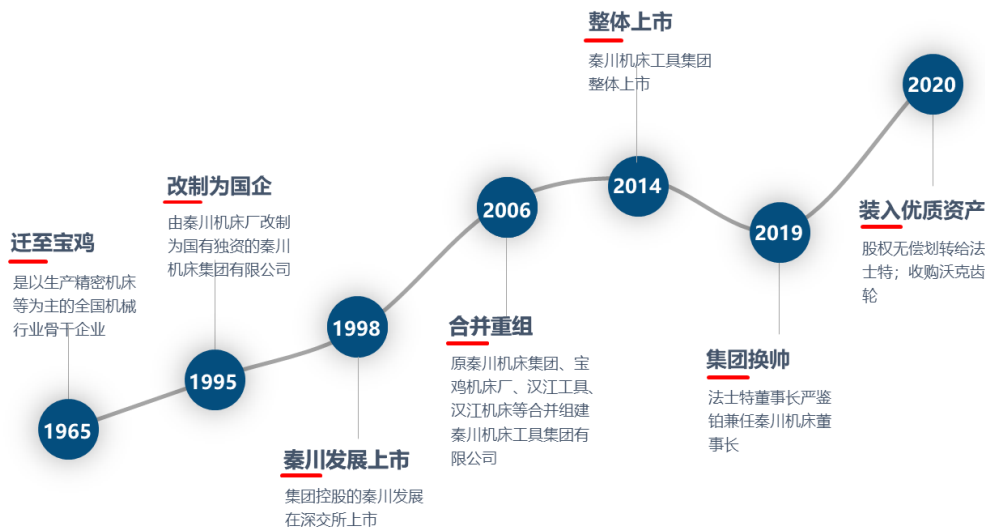 迁至宝鸡
是以生产精密机床
等为主的全国机械
行业骨干企业
1965
改制为国企
由秦川机床厂改制
为国有独资的秦川
机床集团有限公司
1995
1998
秦川发展上市
集团控股的秦川发展
在深交所上市
2006
合并重组
原秦川机床集团、宝
鸡机床厂、汉江工具、
汉江机床等合并组建
秦川机床工具集团有
限公司
整体上市
秦川机床工具集团
整体上市
2014
2019
集团换帅
法士特董事长严鉴
铂兼任秦川机床董
事长
2020
装入优质资产
股权无偿划转给法
士特；收购沃克齿
轮